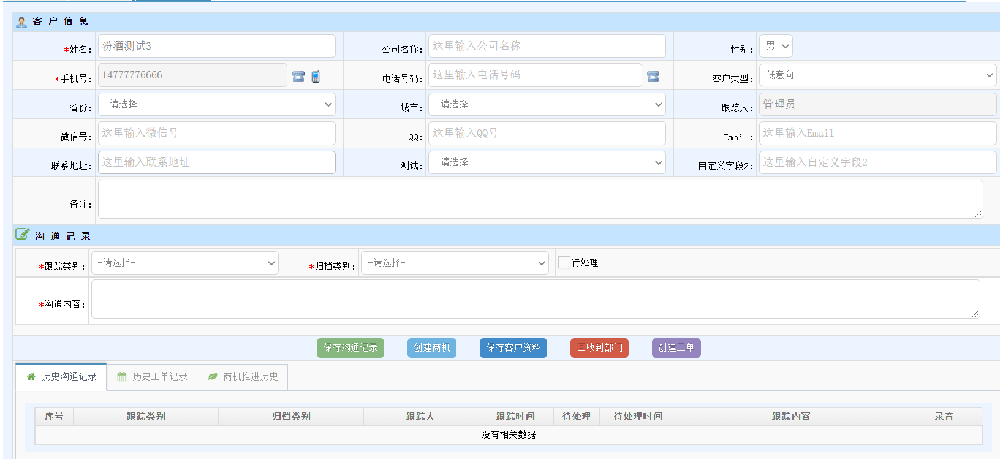 客 户 信 息
*姓名: 汾酒测试3 公司名称: 这里输入公司名称 性别: 男
*手机号: 14777776666 电话号码: 这里输入电话号码 客户类型: 低意向
省份: -请选择- 城市: -请选择- 跟踪人: 管理员
微信号: 这里输入微信号 QQ: 这里输入QQ号 Email: 这里输入Email
联系地址: 这里输入联系地址 测试: -请选择- 自定义字段2: 这里输入自定义字段2
备注:
沟 通 记 录
*跟踪类别: -请选择- *归档类别: -请选择- 待处理
*沟通内容:
保存沟通记录 创建商机 保存客户资料 回收到部门 创建工单
历史沟通记录 历史工单记录 商机推进历史
序号 跟踪类别 归档类别 跟踪人 跟踪时间 待处理 待处理时间 跟踪内容 录音
没有相关数据